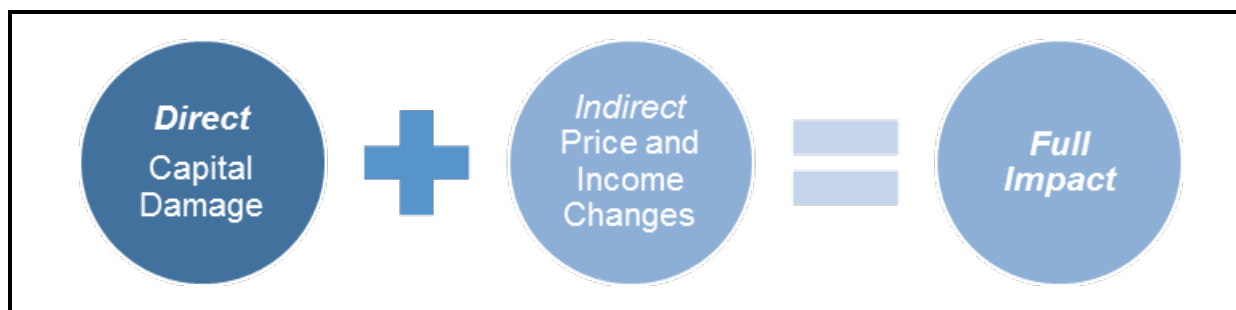 Direct
Capital
Damage
Indirect
Price and
Income
Changes
Full
Impact